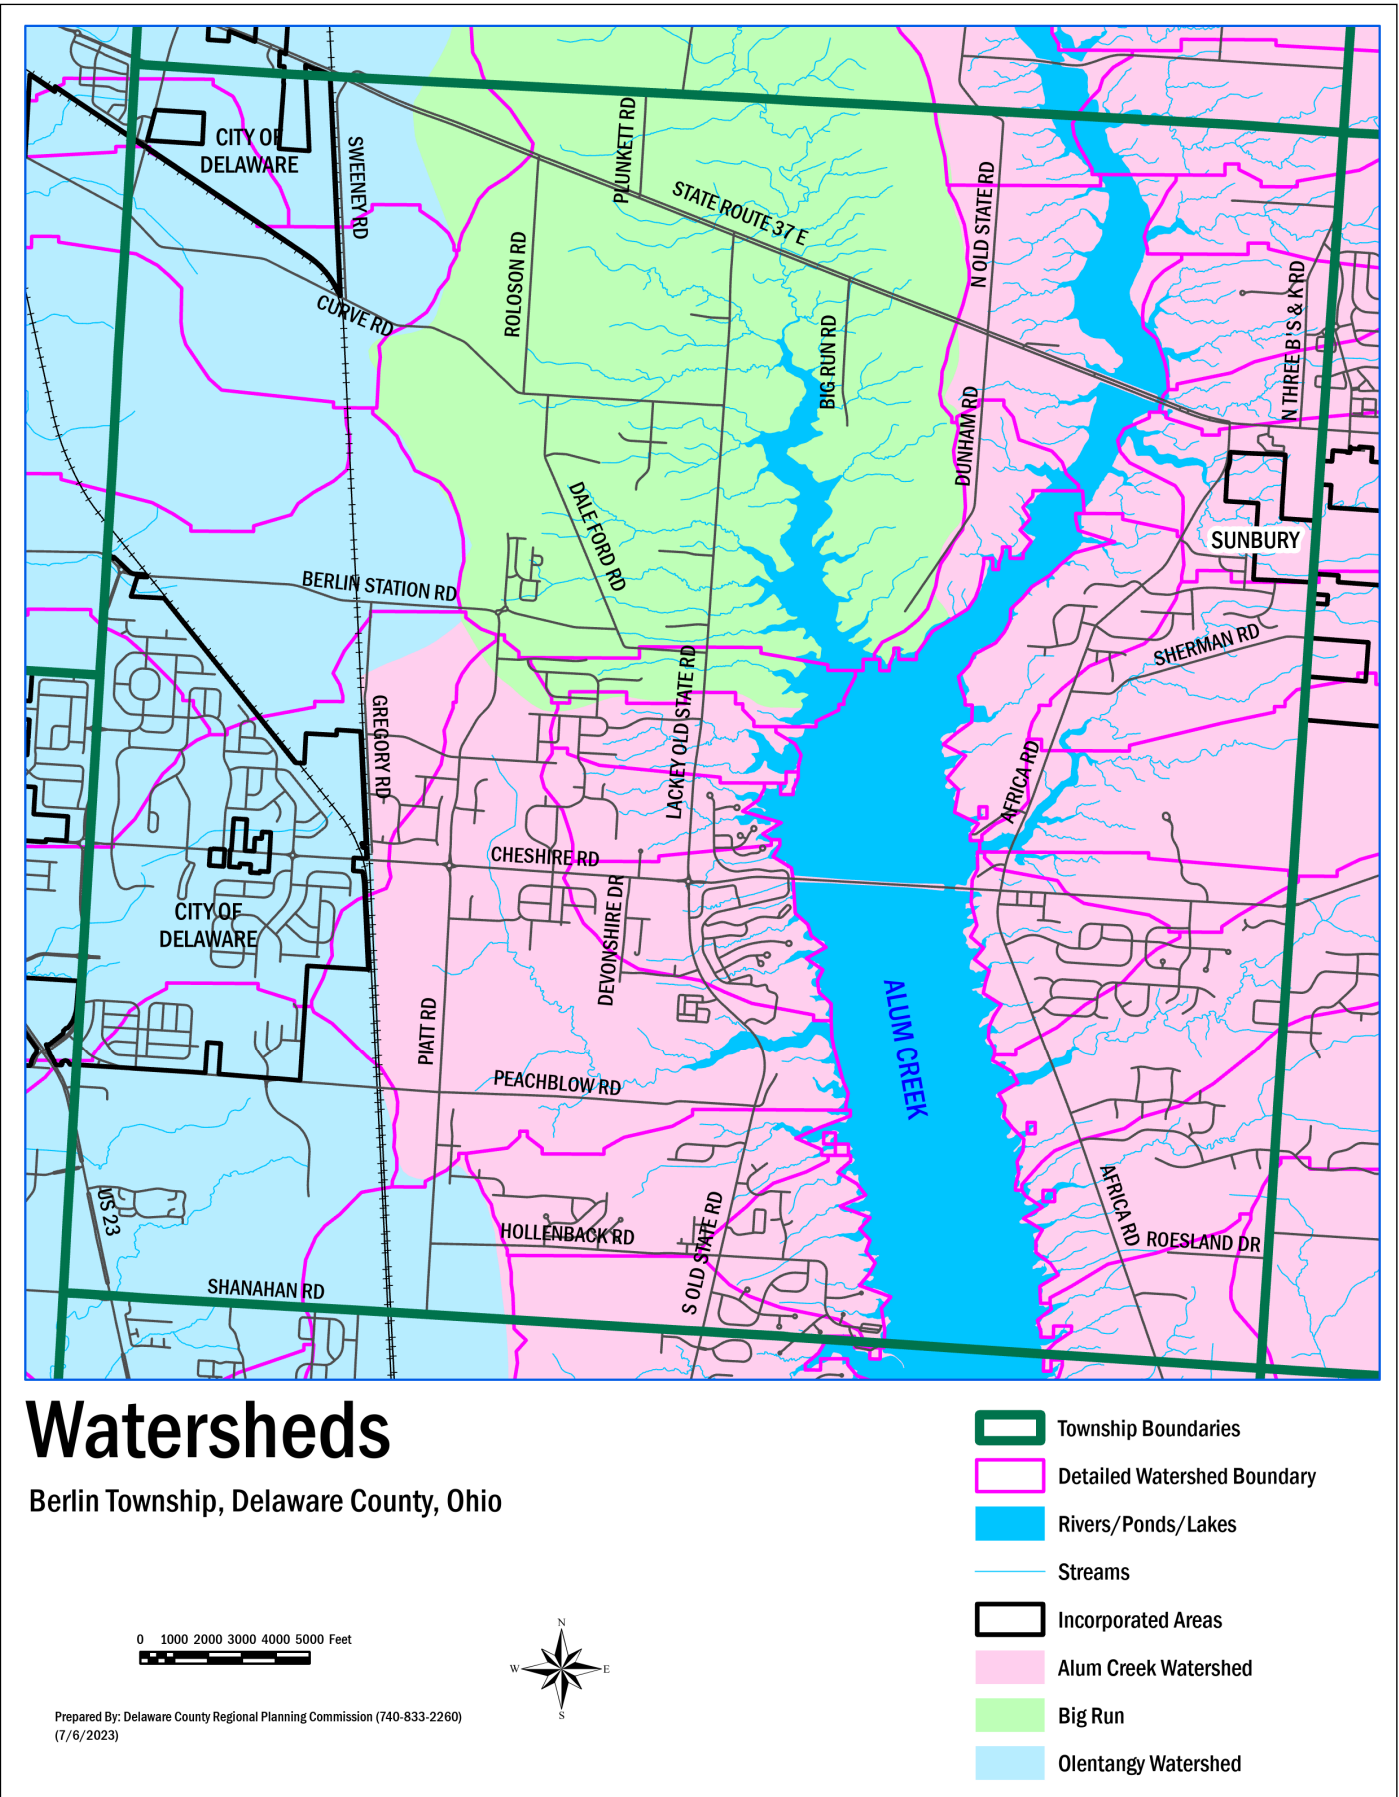 CITY OF
DELAWARE
SWEENEY RD
PLUNKETT RD
STATE ROUTE 37 E
N OLD STATE RD
ROLOSON RD
CURVE RD
BIG RUN RD
N THREE B'S & K RD
DUNHAM RD
DALE FORD RD
SUNBURY
BERLIN STATION RD
SHERMAN RD
GREGORY RD
LACKEY OLD STATE RD
AFRICA RD
CHESHIRE RD
CITY OF
DELAWARE
DEVONSHIRE DR
ALUM CREEK
PIATT RD
PEACHBLOW RD
US 23
AFRICA RD
HOLLENBACK RD
S OLD STATE RD
ROESLAND DR
SHANAHAN RD
Watersheds
Berlin Township, Delaware County, Ohio
0 1000 2000 3000 4000 5000 Feet
N
W E
S
Prepared By: Delaware County Regional Planning Commission (740-833-2260)
(7/6/2023)
Township Boundaries
Detailed Watershed Boundary
Rivers/Ponds/Lakes
Streams
Incorporated Areas
Alum Creek Watershed
Big Run
Olentangy Watershed